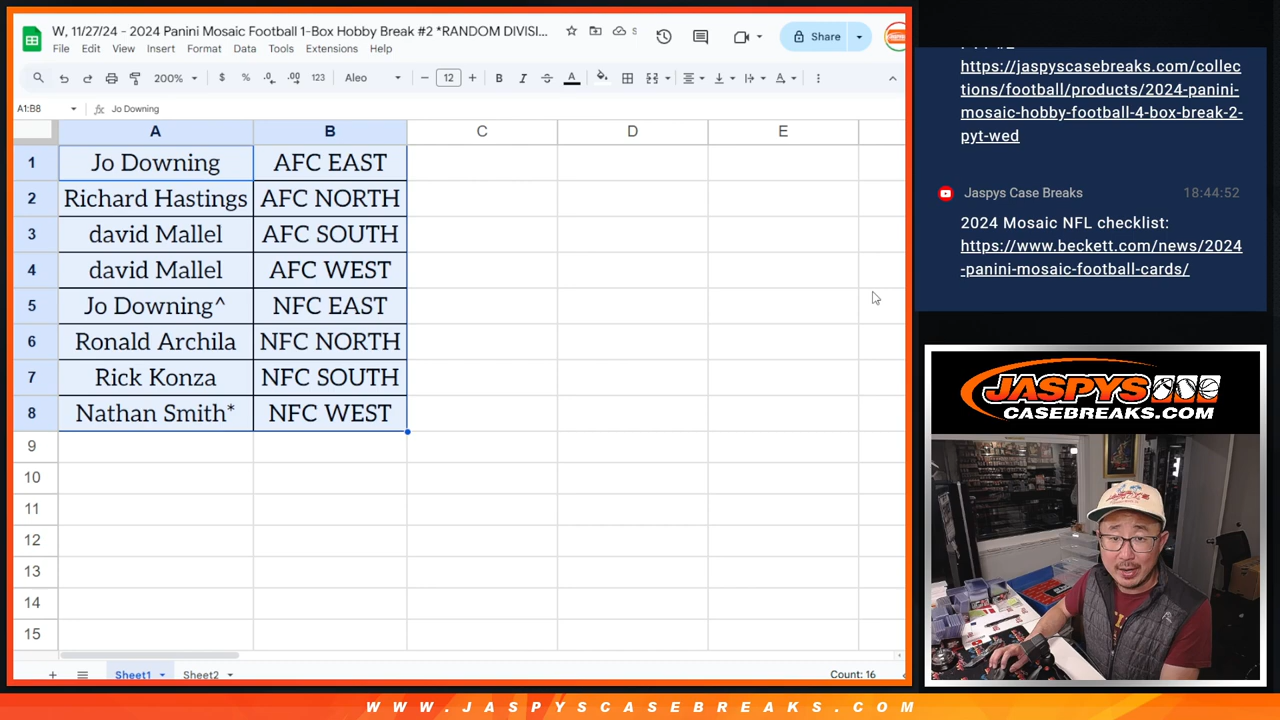 W, 11/27/24 - 2024 Panini Mosaic Football 1-Box Hobby Break #2 *RANDOM DIVISI...
S
Share
File Edit View Insert Format Data Tools Extensions Help
200% $ % .0 .00 123 Aleo 12 B I A
A1:B8 fx Jo Downing
A B C D E
1 Jo Downing AFC EAST
2 Richard Hastings AFC NORTH
3 david Mallel AFC SOUTH
4 david Mallel AFC WEST
5 Jo Downing^ NFC EAST
6 Ronald Archila NFC NORTH
7 Rick Konza NFC SOUTH
8 Nathan Smith* NFC WEST
9
10
11
12
13
14
15
Sheet1 Sheet2 Count: 16
https://jaspyscasebreaks.com/collec
tions/football/products/2024-panini-
mosaic-hobby-football-4-box-break-2-
pyt-wed
Jaspys Case Breaks 18:44:52
2024 Mosaic NFL checklist:
https://www.beckett.com/news/2024
-panini-mosaic-football-cards/
JASPYS
CASEBREAKS.COM
WWW.JASPYSCASEBREAKS.COM